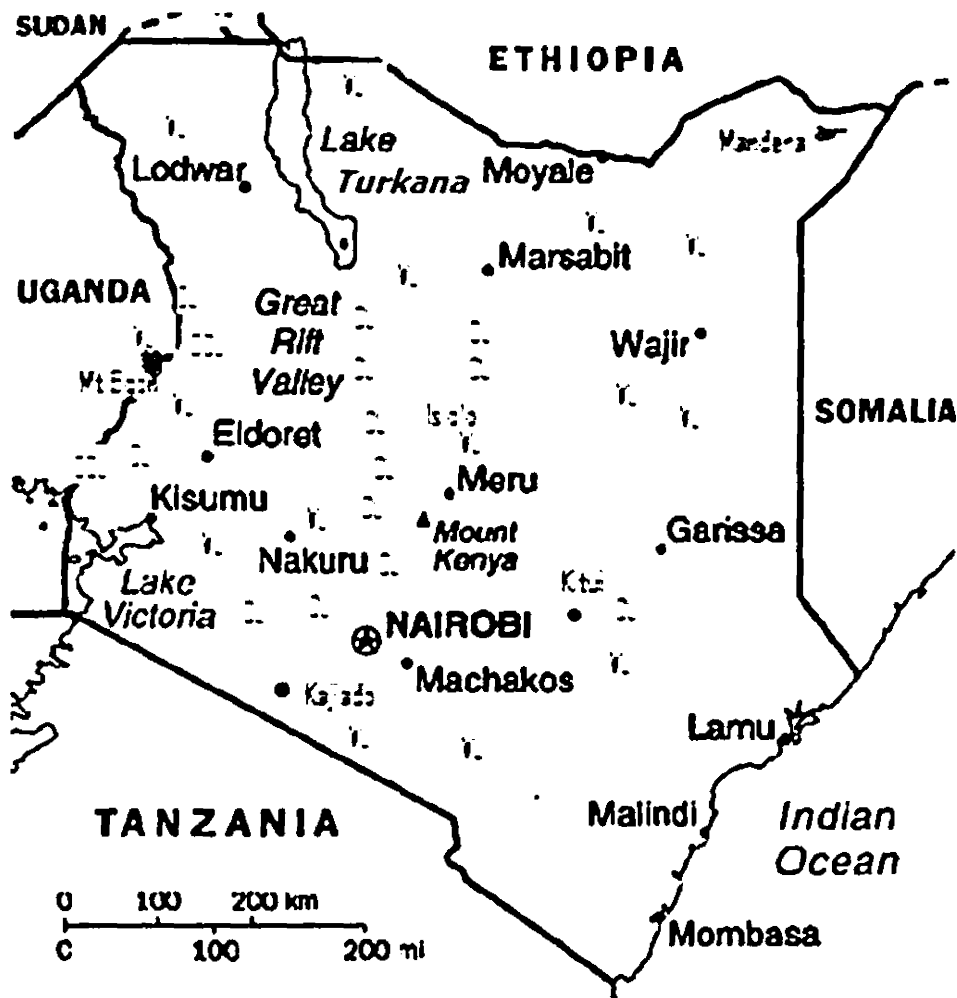 SUDAN
ETHIOPIA
Lake
Turkana
Lodwar
Moyale
Mandera
Marsabit
UGANDA
Great
Rift
Valley
Wajir
SOMALIA
Eldoret
Meru
Kisumu
Mount
Kenya
Garissa
Nakuru
Lake
Victoria
NAIROBI
Machakos
Lamu
TANZANIA
Malindi
Indian
Ocean
Mombasa
0 100 200 km
100 200 mi